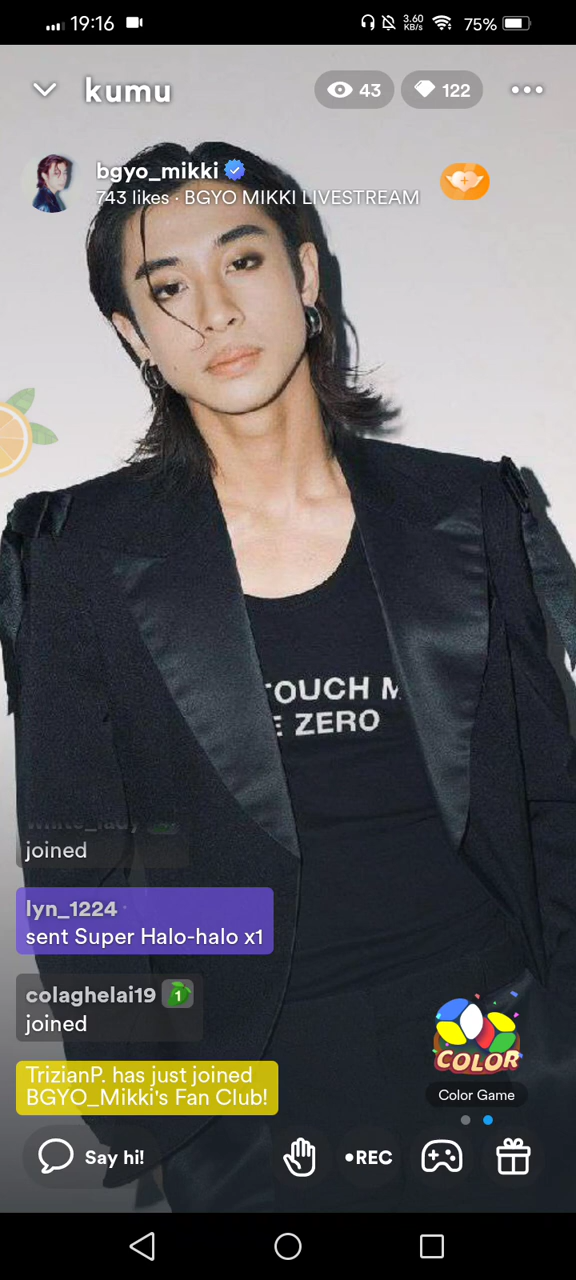 19:16
3.60
KB/s
75%
kumu
43
122
bgyo_mikki
743 likes · BGYO MIKKI LIVESTREAM
TOUCH M
E ZERO
white_lady
joined
lyn_1224
sent Super Halo-halo x1
colaghelai19 1
joined
TrizianP. has just joined
BGYO_Mikki's Fan Club!
COLOR
Color Game
Say hi!
•REC